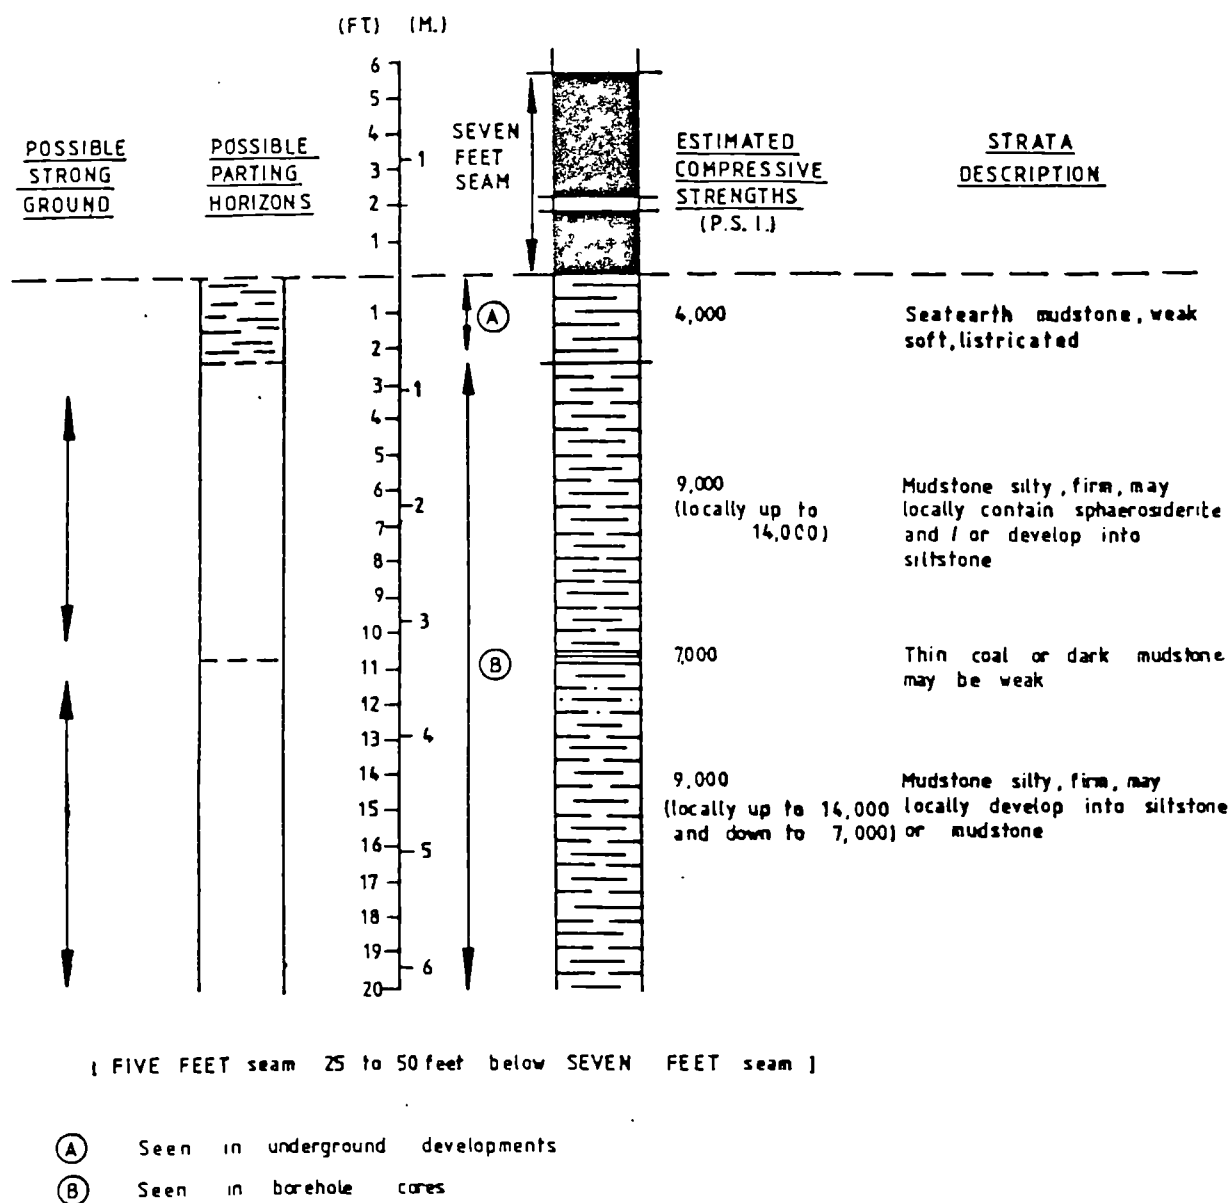 (FT) (M.)
POSSIBLE
STRONG
GROUND
POSSIBLE
PARTING
HORIZONS
6
5
4
3
2
1
1
SEVEN
FEET
SEAM
ESTIMATED
COMPRESSIVE
STRENGTHS
(P.S.I.)
STRATA
DESCRIPTION
1
2
3
4
5
6
7
8
9
10
11
12
13
14
15
16
17
18
19
20
1
2
3
4
5
6
A
B
4,000
Seatearth mudstone, weak
soft, listricated
9,000
(locally up to
14,000)
Mudstone silty, firm, may
locally contain sphaerosiderite
and / or develop into
siltstone
7,000
Thin coal or dark mudstone
may be weak
9,000
(locally up to 14,000
and down to 7,000)
Mudstone silty, firm, may
locally develop into siltstone
or mudstone
[ FIVE FEET seam 25 to 50 feet below SEVEN FEET seam ]
A Seen in underground developments
B Seen in borehole cores